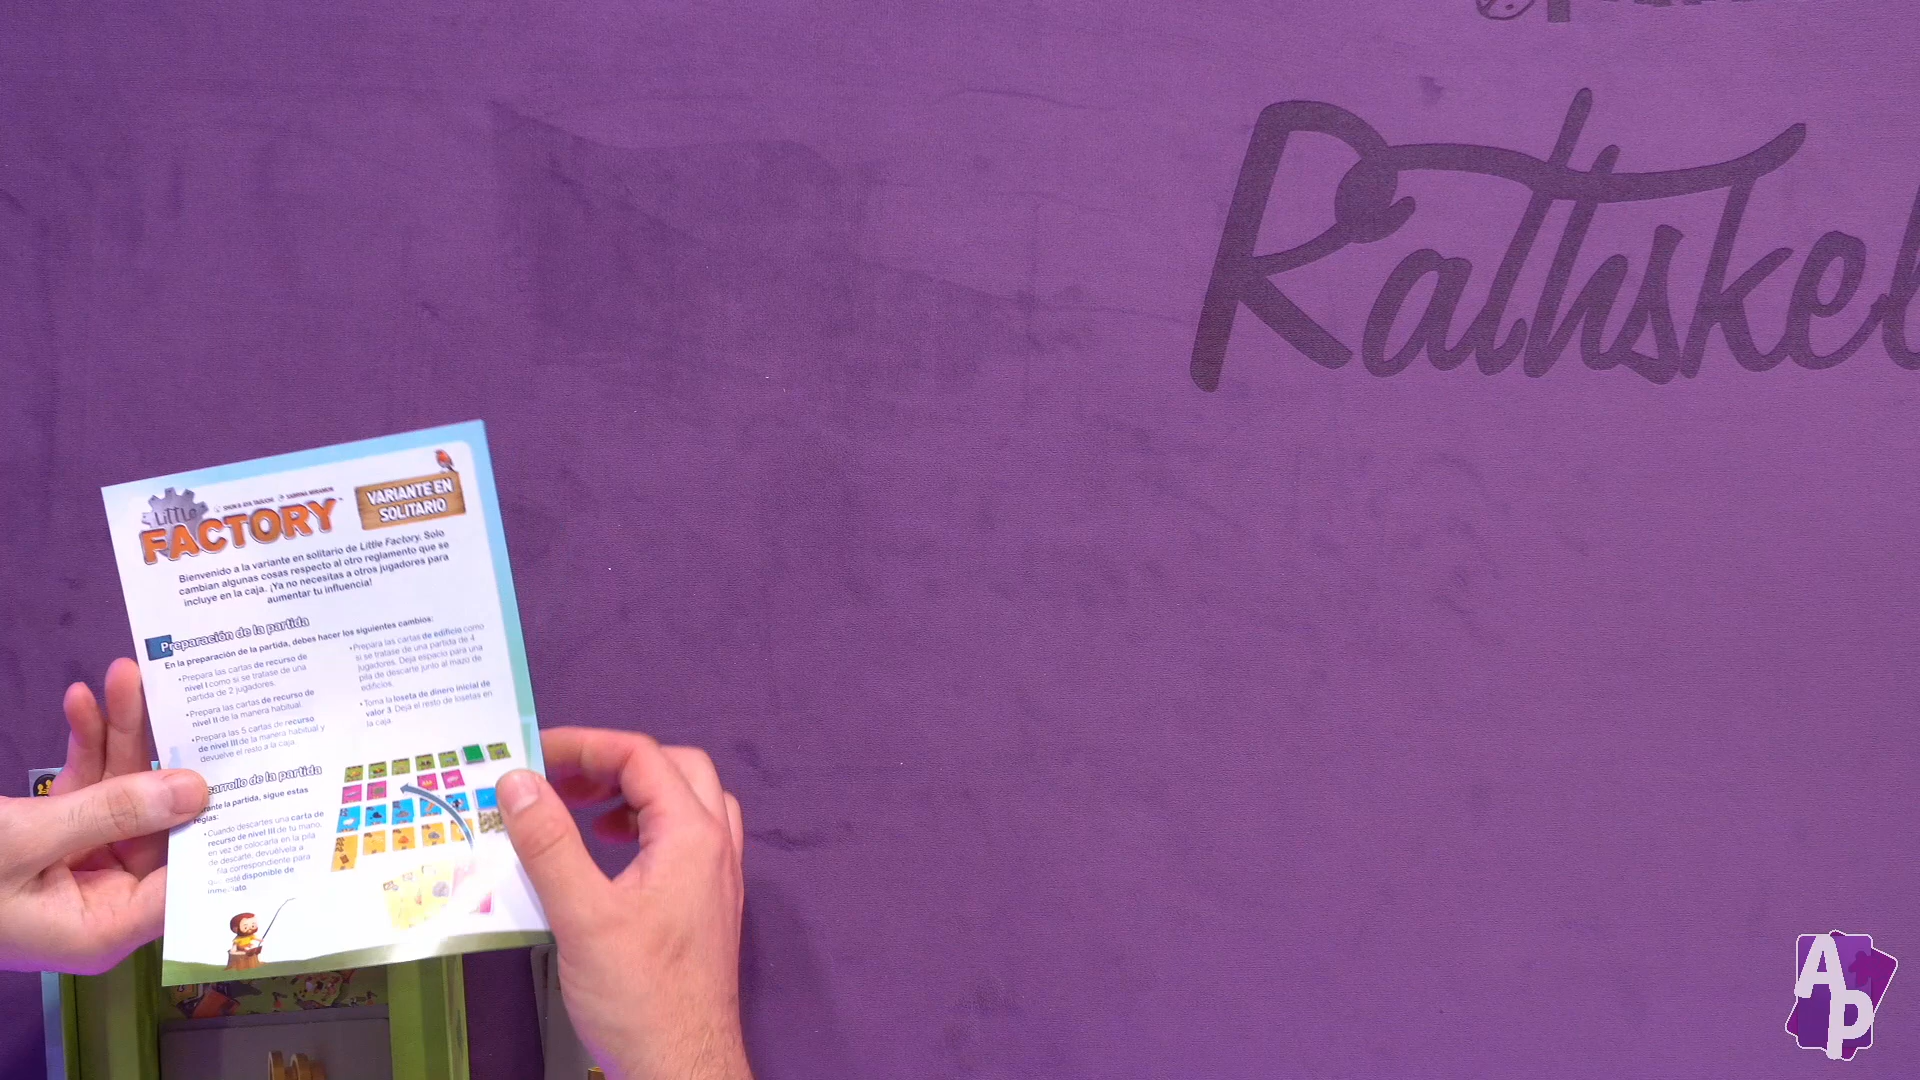 Rathskel
Little
FACTORY
VARIANTE EN
SOLITARIO
Bienvenido a la variante en solitario de Little Factory. Solo
cambian algunas cosas respecto al otro reglamento que se
incluye en la caja. ¡Ya no necesitas a otros jugadores para
aumentar tu influencia!
Preparación de la partida
En la preparación de la partida, debes hacer los siguientes cambios:
•Prepara las cartas de recurso de
nivel I como si se tratase de una
partida de 2 jugadores.
•Prepara las cartas de recurso de
nivel II de la manera habitual.
•Prepara las 5 cartas de recurso
de nivel III de la manera habitual y
devuelve el resto a la caja.
•Prepara las cartas de edificio como
si se tratase de una partida de 4
jugadores. Deja espacio para una
pila de descarte junto al mazo de
edificios.
•Toma la loseta de dinero inicial de
valor 3. Deja el resto de losetas en
la caja.
sarrollo de la partida
rante la partida, sigue estas
reglas:
•Cuando descartes una carta de
recurso de nivel III de tu mano,
en vez de colocarla en la pila
de descarte, devuélvela a
fila correspondiente para
que esté disponible de
inmediato.
AP